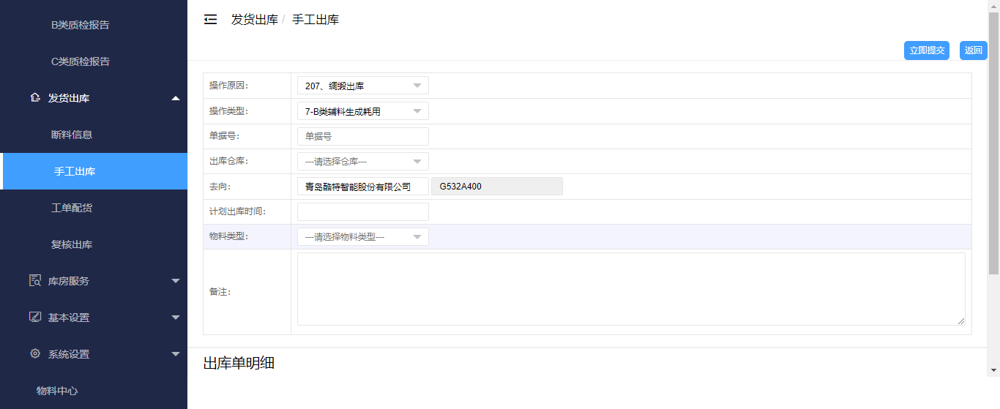 B类质检报告
C类质检报告
发货出库
断料信息
手工出库
工单配货
复核出库
库房服务
基本设置
系统设置
物料中心
发货出库 / 手工出库
立即提交 返回
操作原因： 207、绸缎出库
操作类型： 7-B类辅料生成耗用
单据号： 单据号
出库仓库： ---请选择仓库---
去向： 青岛酷特智能股份有限公司 G532A400
计划出库时间：
物料类型： ---请选择物料类型---
备注：
出库单明细